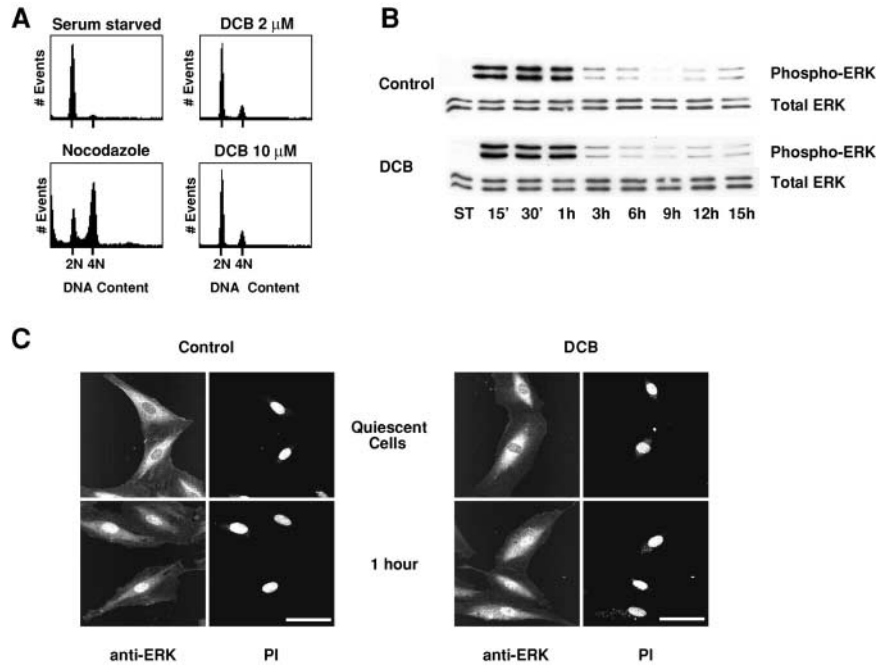 A
Serum starved
DCB 2 μM
# Events
# Events
Nocodazole
DCB 10 μM
# Events
# Events
2N 4N
2N 4N
DNA Content
DNA Content
B
Control
Phospho-ERK
Total ERK
DCB
Phospho-ERK
Total ERK
ST 15' 30' 1h 3h 6h 9h 12h 15h
C
Control
DCB
Quiescent
Cells
1 hour
anti-ERK
PI
anti-ERK
PI